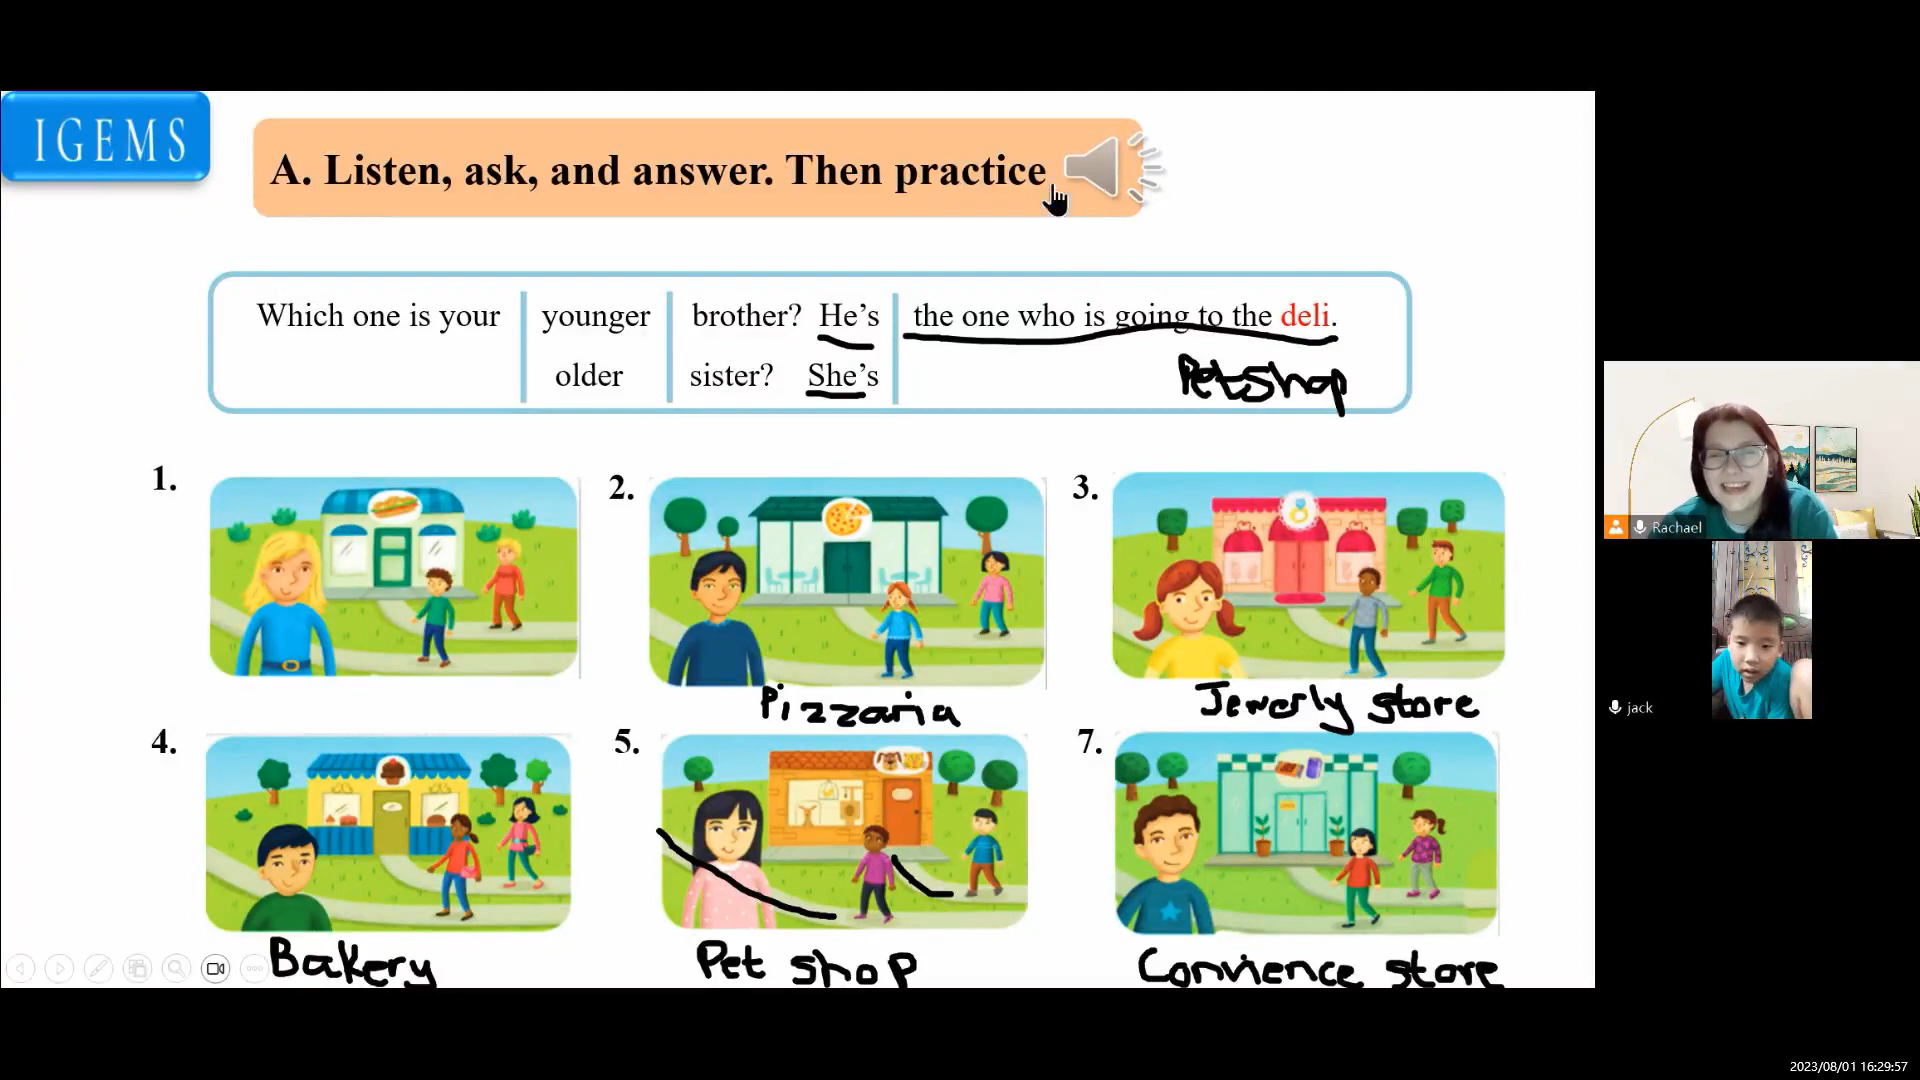 IGEMS
A. Listen, ask, and answer. Then practice
Which one is your younger brother? He's the one who is going to the deli.
older sister? She's Petshop
1. 2. 3.
Pizzaria Jewerly store
4. 5. 7.
Bakery Pet shop Convience store
Rachael
jack
2023/08/01 16:29:57